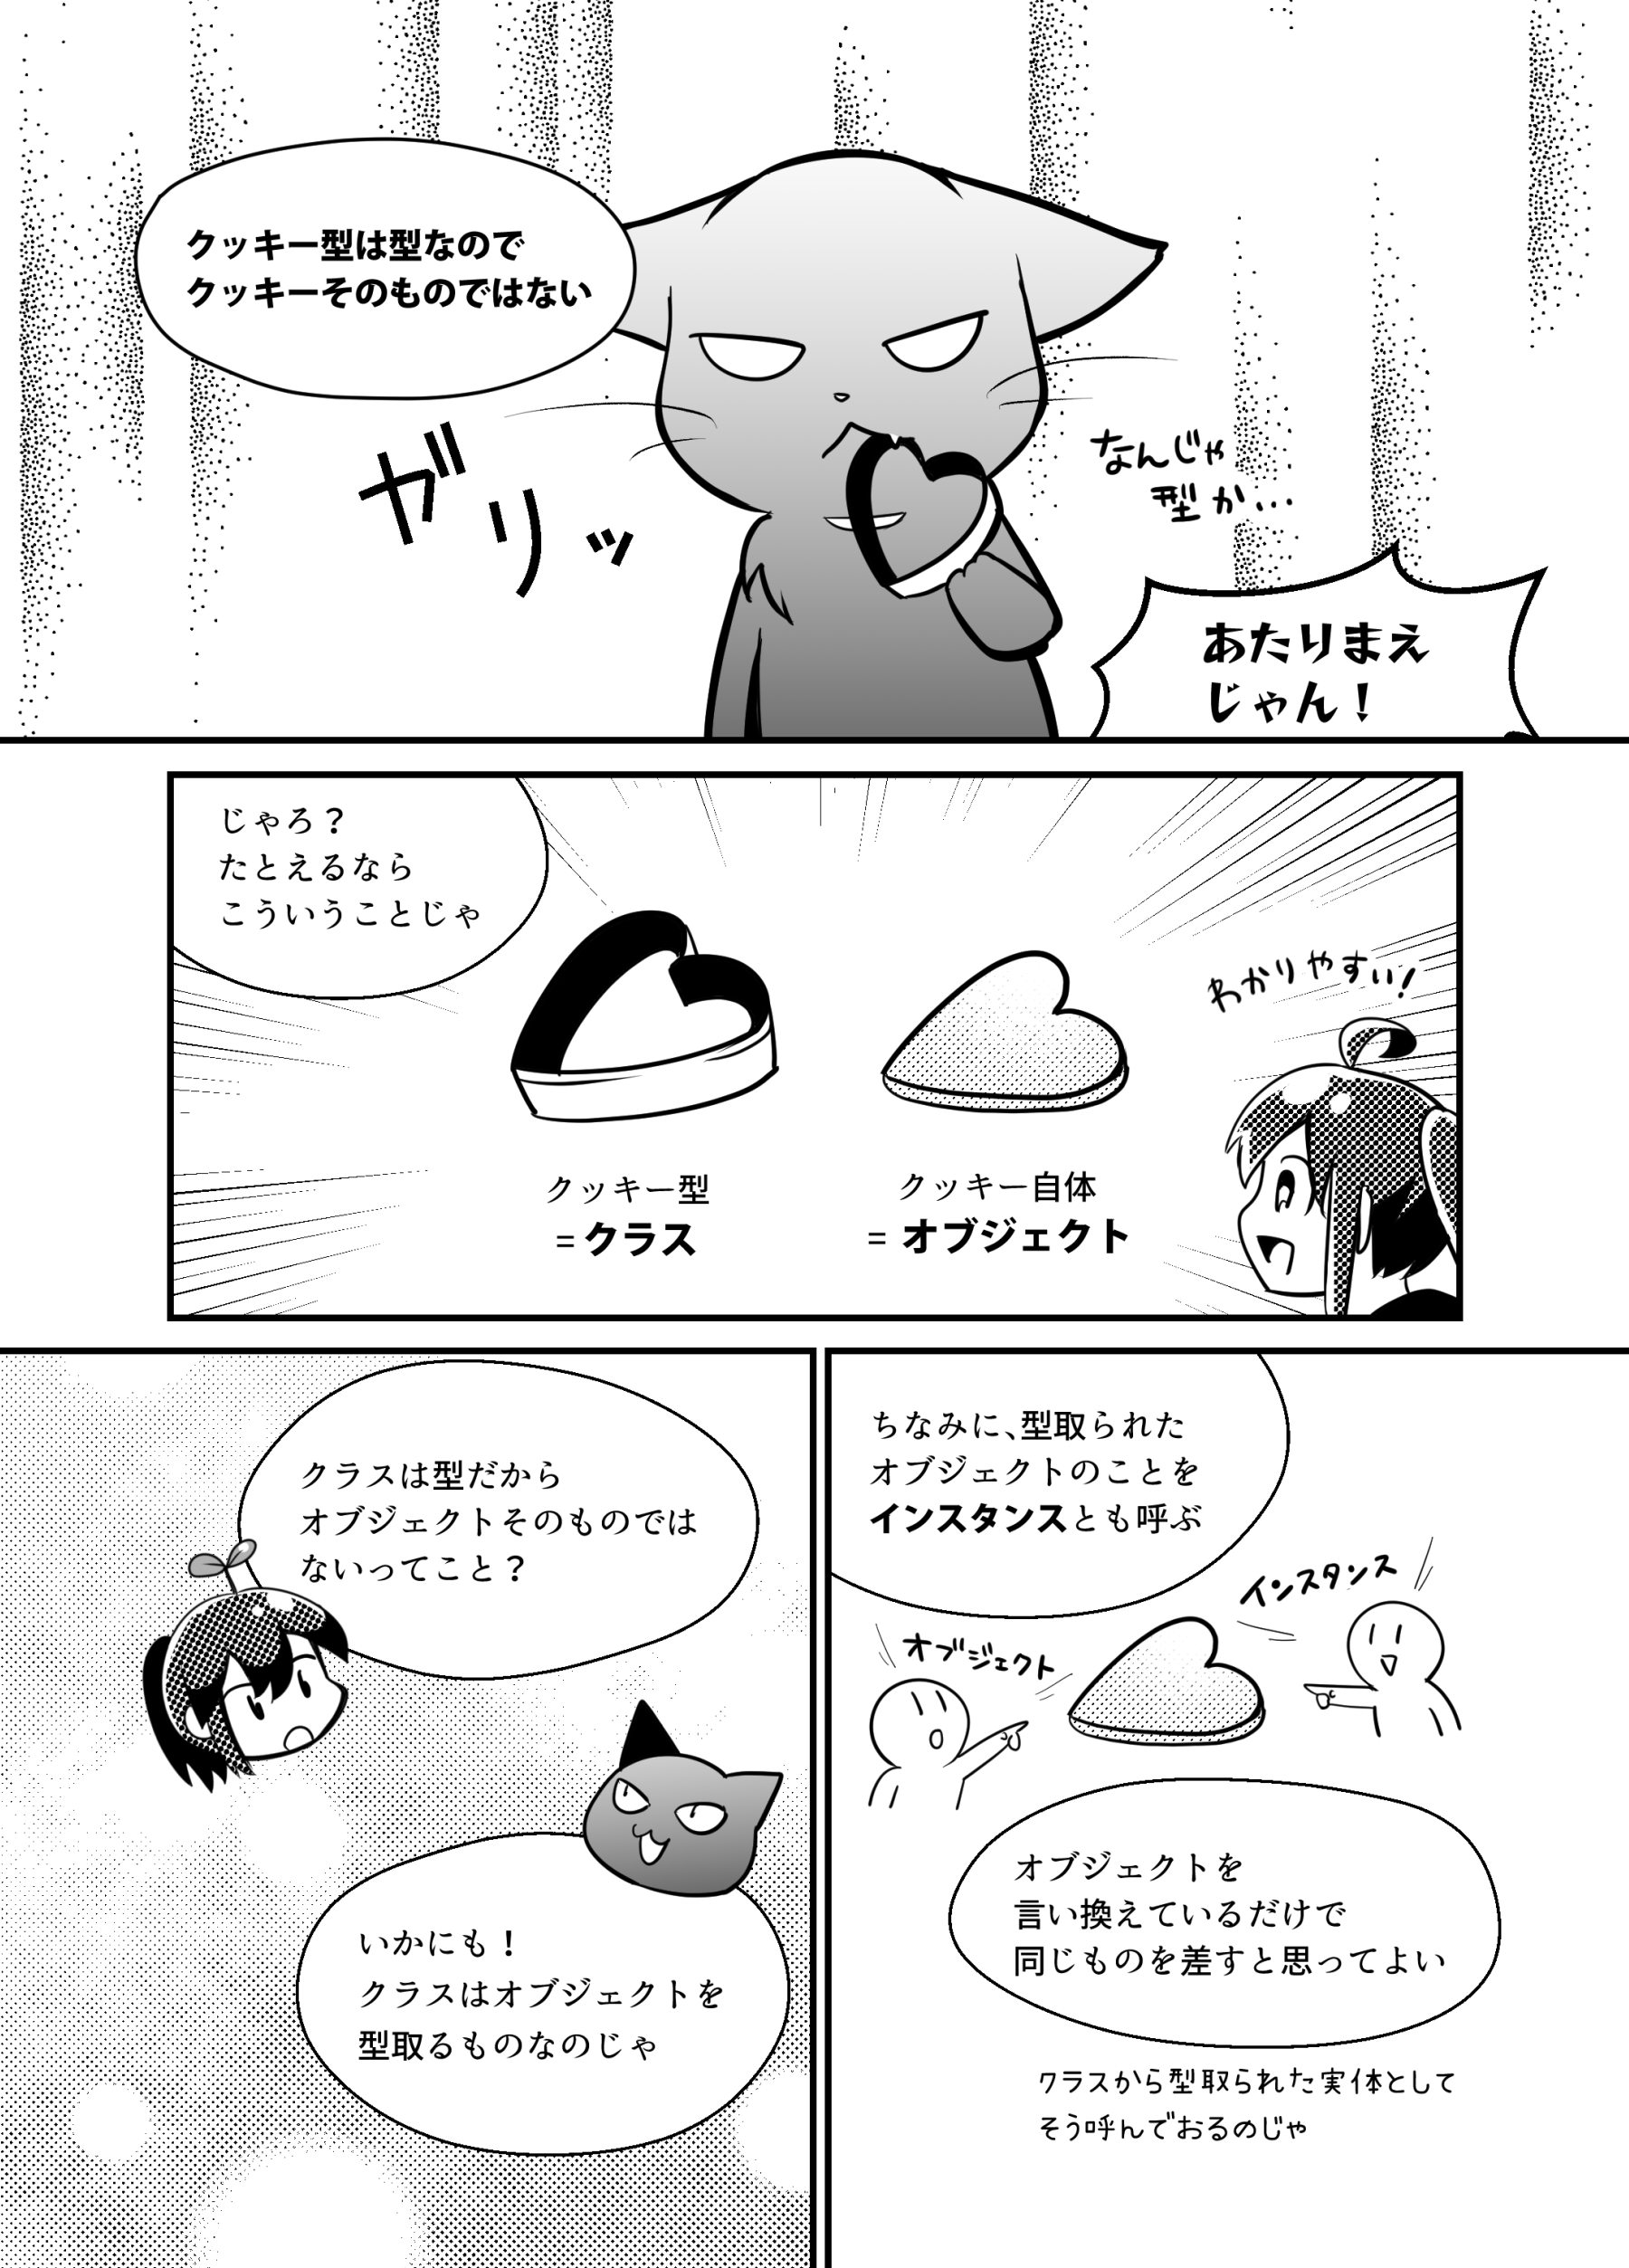 クッキー型は型なので
クッキーそのものではない
ガリッ
なんじゃ
型か…
あたりまえ
じゃん！
じゃろ？
たとえるなら
こういうことじゃ
クッキー型
= クラス
クッキー自体
= オブジェクト
わかりやすい！
クラスは型だから
オブジェクトそのものでは
ないってこと？
いかにも！
クラスはオブジェクトを
型取るものなのじゃ
ちなみに、型取られた
オブジェクトのことを
インスタンスとも呼ぶ
オブジェクト
インスタンス
オブジェクトを
言い換えているだけで
同じものを差すと思ってよい
クラスから型取られた実体として
そう呼んでおるのじゃ